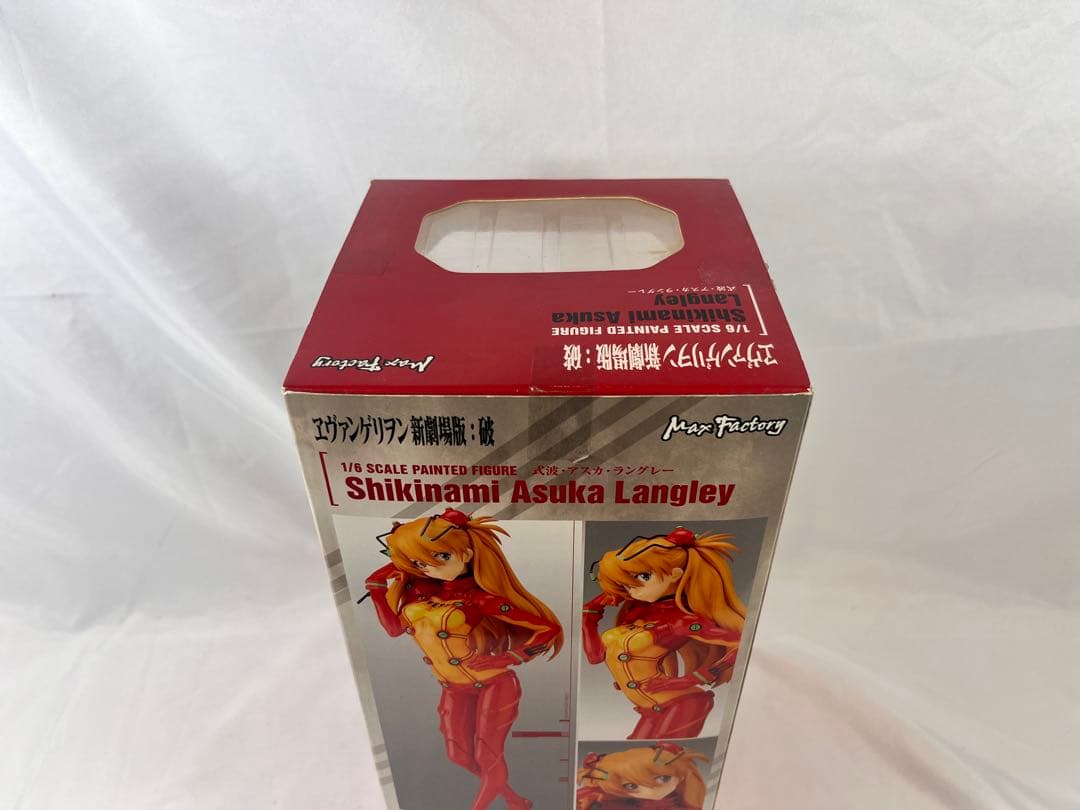 式波・アスカ・ラングレー
Langley
Shikinami Asuka
1/6 SCALE PAINTED FIGURE
ヱヴァンゲリヲン新劇場版：破
Max Factory
ヱヴァンゲリヲン新劇場版：破
Max Factory
1/6 SCALE PAINTED FIGURE 式波・アスカ・ラングレー
Shikinami Asuka Langley